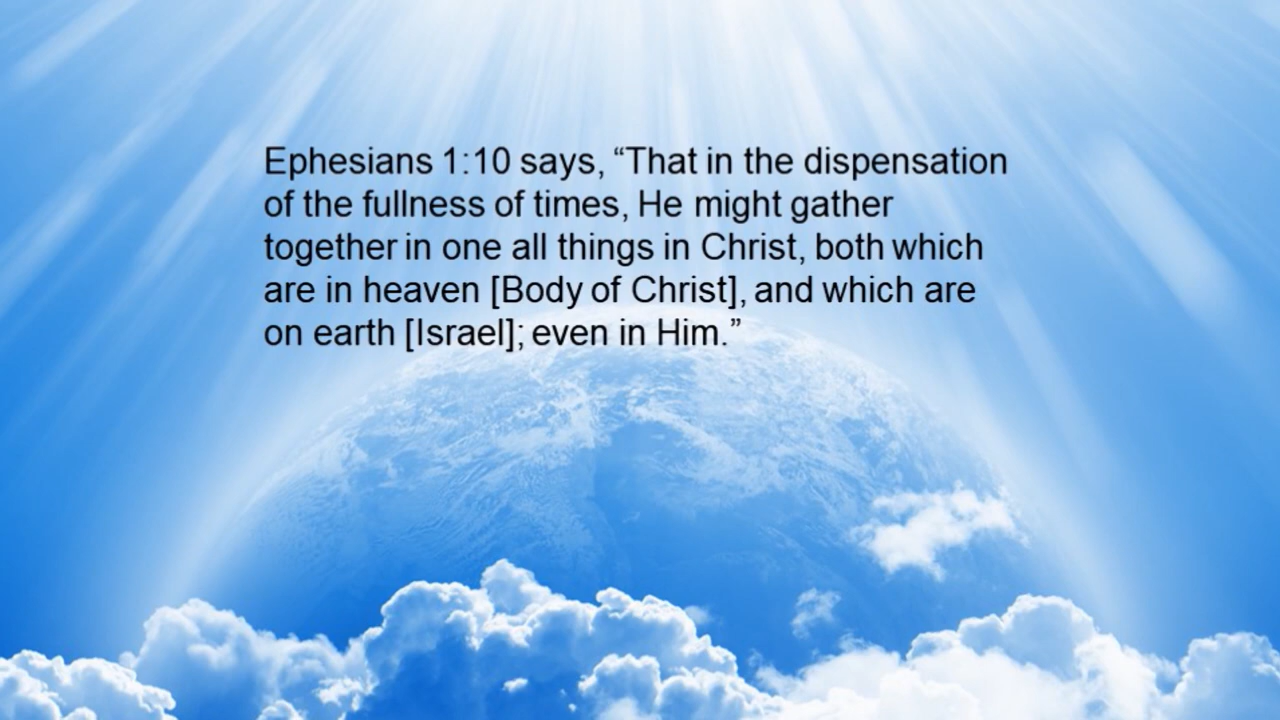 Ephesians 1:10 says, “That in the dispensation
of the fullness of times, He might gather
together in one all things in Christ, both which
are in heaven [Body of Christ], and which are
on earth [Israel]; even in Him.”